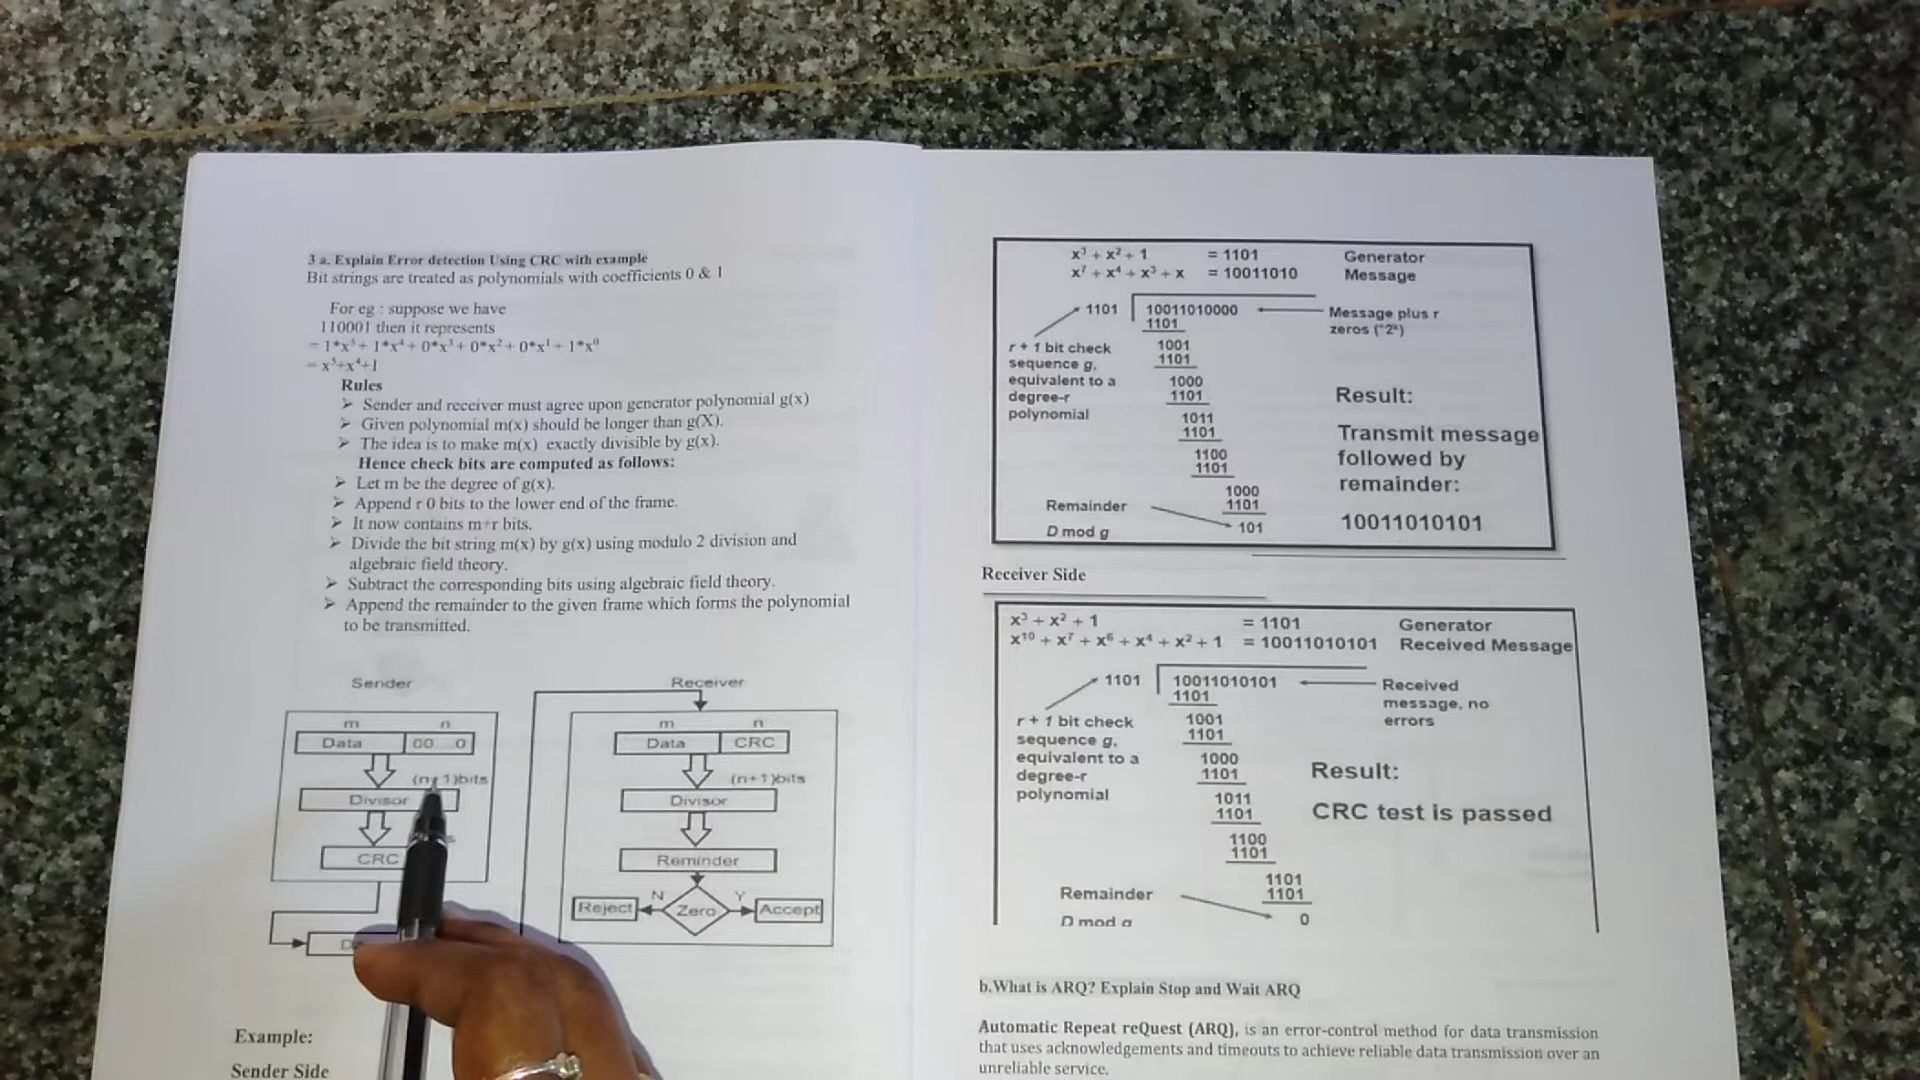 3 a. Explain Error detection Using CRC with example
Bit strings are treated as polynomials with coefficients 0 & 1
For eg : suppose we have
110001 then it represents
= 1*x⁵+ 1*x⁴+ 0*x³+ 0*x²+ 0*x¹+ 1*x⁰
= x⁵+x⁴+1
Rules
➢ Sender and receiver must agree upon generator polynomial g(x)
➢ Given polynomial m(x) should be longer than g(X).
➢ The idea is to make m(x) exactly divisible by g(x).
Hence check bits are computed as follows:
➢ Let m be the degree of g(x).
➢ Append r 0 bits to the lower end of the frame.
➢ It now contains m+r bits.
➢ Divide the bit string m(x) by g(x) using modulo 2 division and
algebraic field theory.
➢ Subtract the corresponding bits using algebraic field theory.
➢ Append the remainder to the given frame which forms the polynomial
to be transmitted.
Sender
m n
Data 00 ...0
(n+1)bits
Divisor
CRC
Receiver
m n
Data CRC
(n+1)bits
Divisor
Reminder
N Y
Reject Zero Accept
Example:
Sender Side
x³ + x² + 1 = 1101 Generator
x⁷ + x⁴ + x³ + x = 10011010 Message
1101 10011010000 Message plus r
1101 zeros (*2ᵏ)
r + 1 bit check 1001
sequence g, 1101
equivalent to a 1000
degree-r 1101 Result:
polynomial 1011
1101 Transmit message
1100 followed by
1101 remainder:
1000
Remainder 1101 10011010101
D mod g 101
Receiver Side
x³ + x² + 1 = 1101 Generator
x¹⁰ + x⁷ + x⁶ + x⁴ + x² + 1 = 10011010101 Received Message
1101 10011010101 Received
1101 message, no
r + 1 bit check 1001 errors
sequence g, 1101
equivalent to a 1000
degree-r 1101 Result:
polynomial 1011
1101 CRC test is passed
1100
1101
1101
Remainder 1101
D mod g 0
b.What is ARQ? Explain Stop and Wait ARQ
Automatic Repeat reQuest (ARQ), is an error-control method for data transmission
that uses acknowledgements and timeouts to achieve reliable data transmission over an
unreliable service.